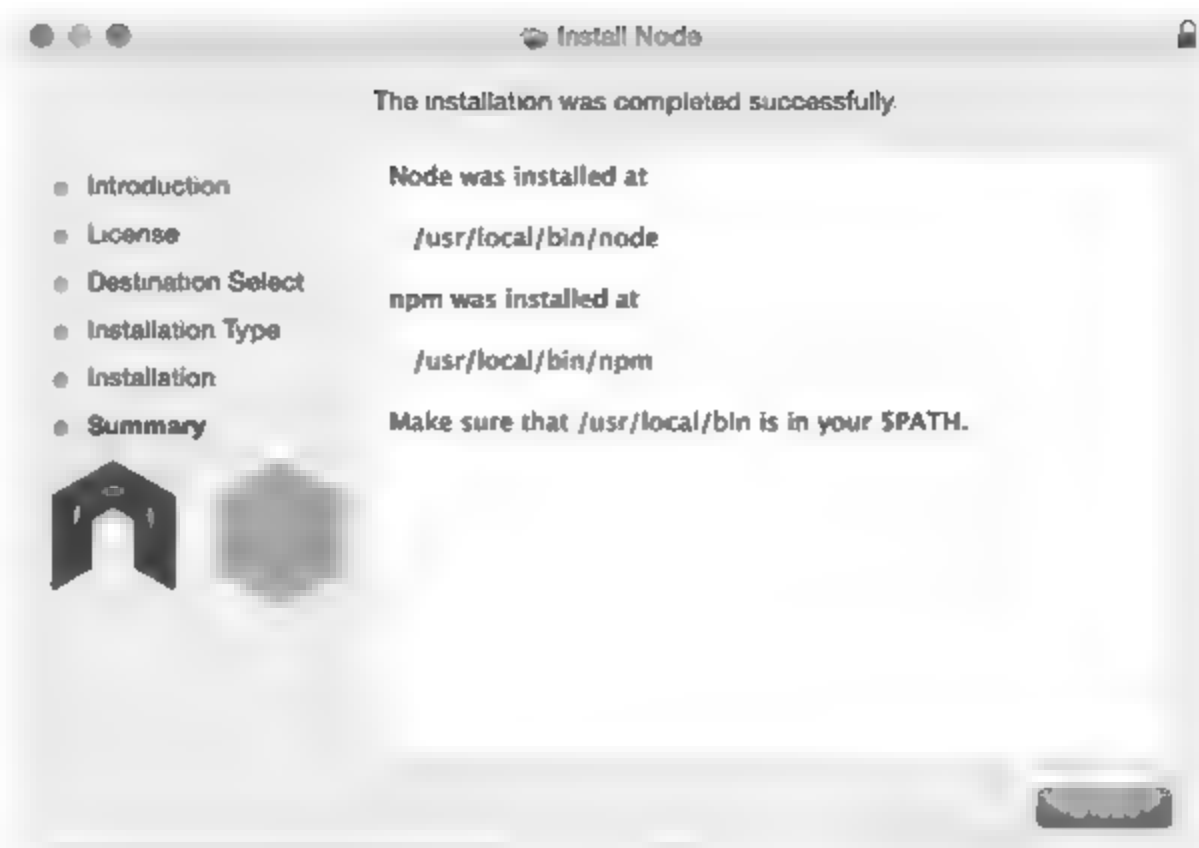 Install Node
The installation was completed successfully.
Introduction
License
Destination Select
Installation Type
Installation
Summary
Node was installed at
/usr/local/bin/node
npm was installed at
/usr/local/bin/npm
Make sure that /usr/local/bin is in your $PATH.